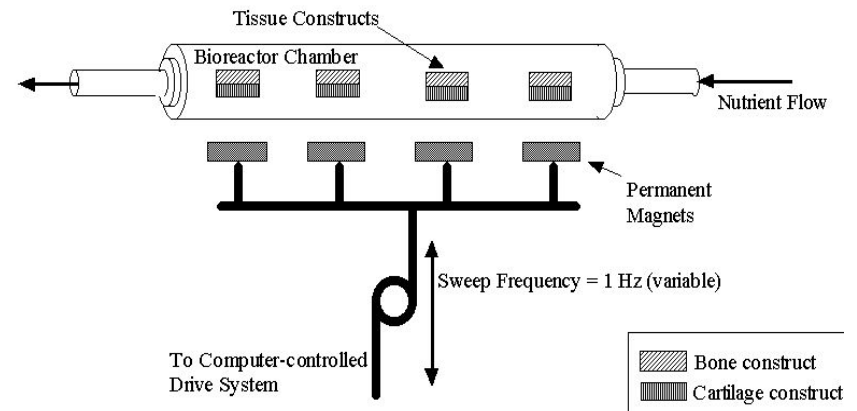 Tissue Constructs
Bioreactor Chamber
Nutrient Flow
Permanent
Magnets
Sweep Frequency = 1 Hz (variable)
To Computer-controlled
Drive System
Bone construct
Cartilage construct